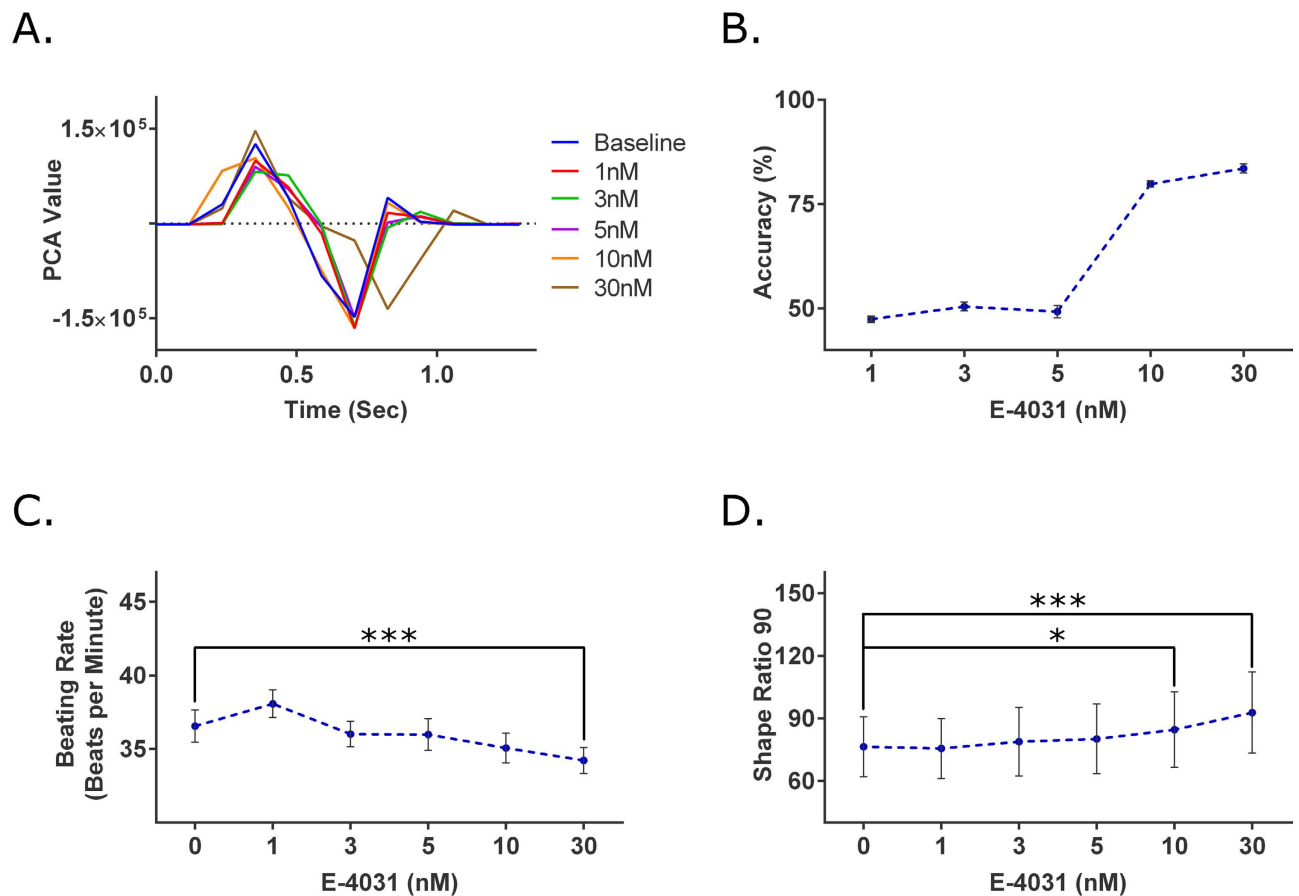 A.
1.5×10⁵
-1.5×10⁵
PCA Value
0.0
0.5
1.0
Time (Sec)
Baseline
1nM
3nM
5nM
10nM
30nM
B.
100
75
50
Accuracy (%)
1 3 5 10 30
E-4031 (nM)
C.
45
40
35
Beating Rate
(Beats per Minute)
***
0 1 3 5 10 30
E-4031 (nM)
D.
150
120
90
60
Shape Ratio 90
***
*
0 1 3 5 10 30
E-4031 (nM)